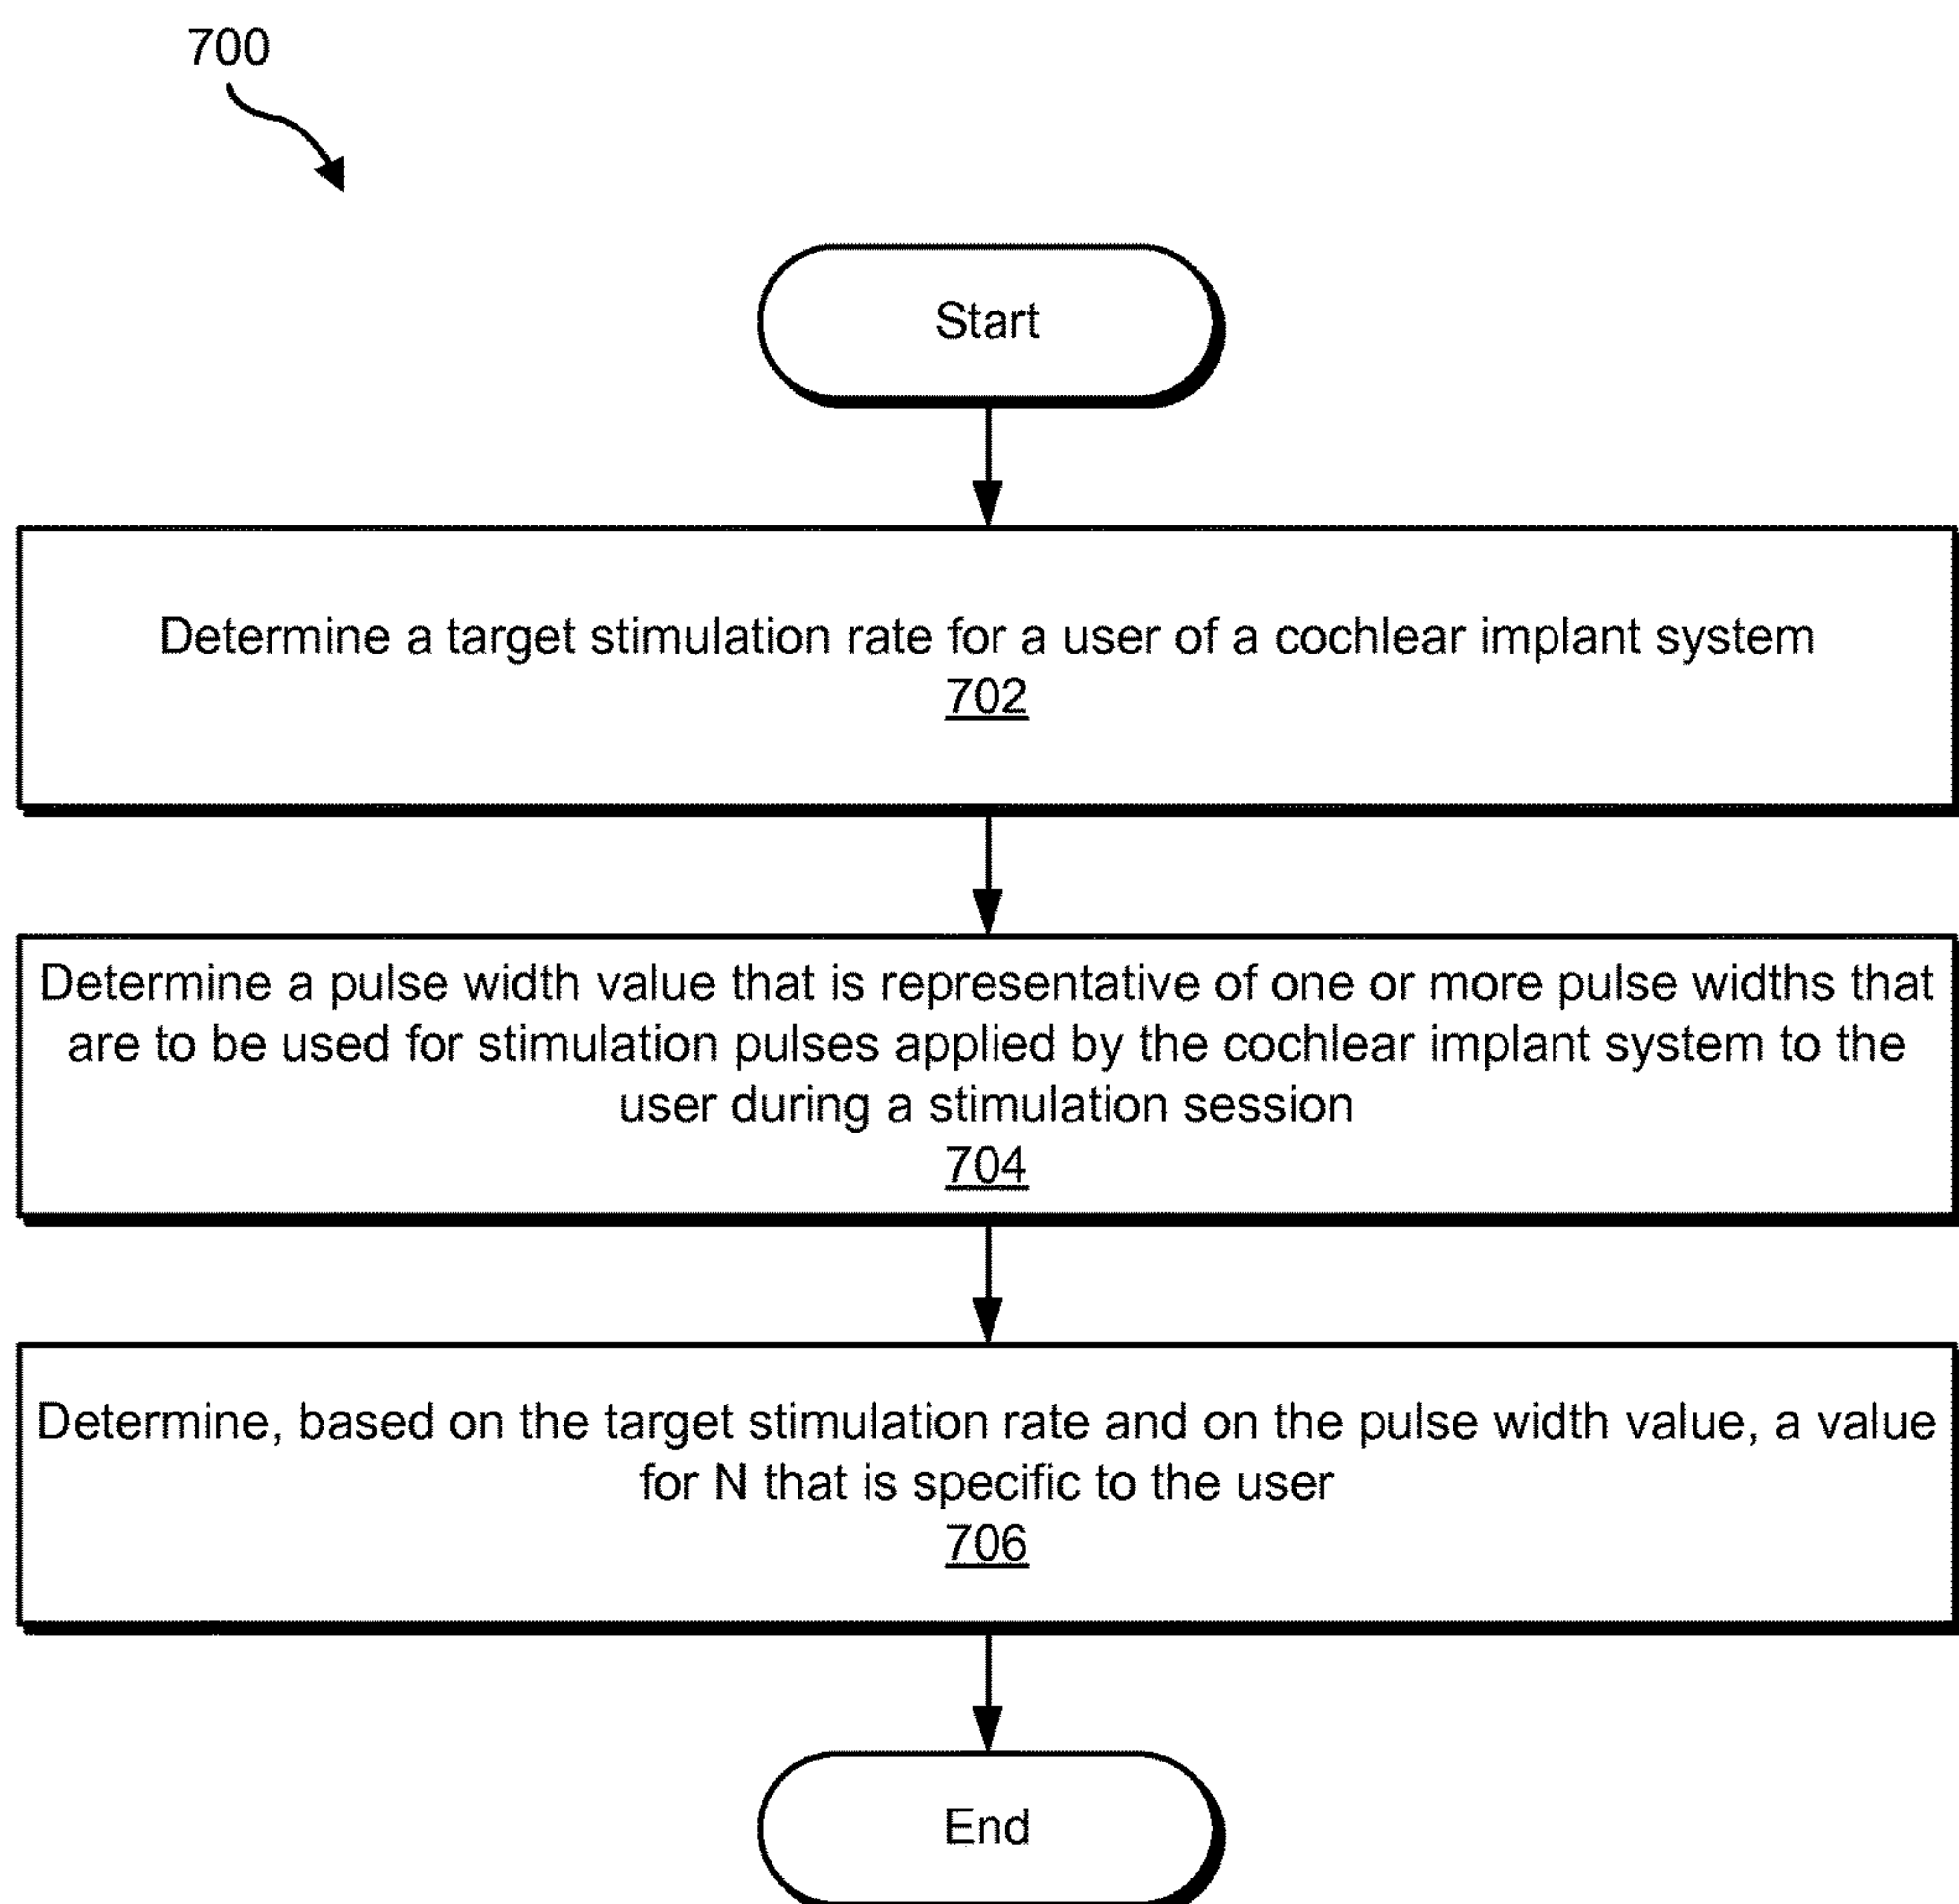 700
Start
Determine a target stimulation rate for a user of a cochlear implant system
702
Determine a pulse width value that is representative of one or more pulse widths that
are to be used for stimulation pulses applied by the cochlear implant system to the
user during a stimulation session
704
Determine, based on the target stimulation rate and on the pulse width value, a value
for N that is specific to the user
706
End